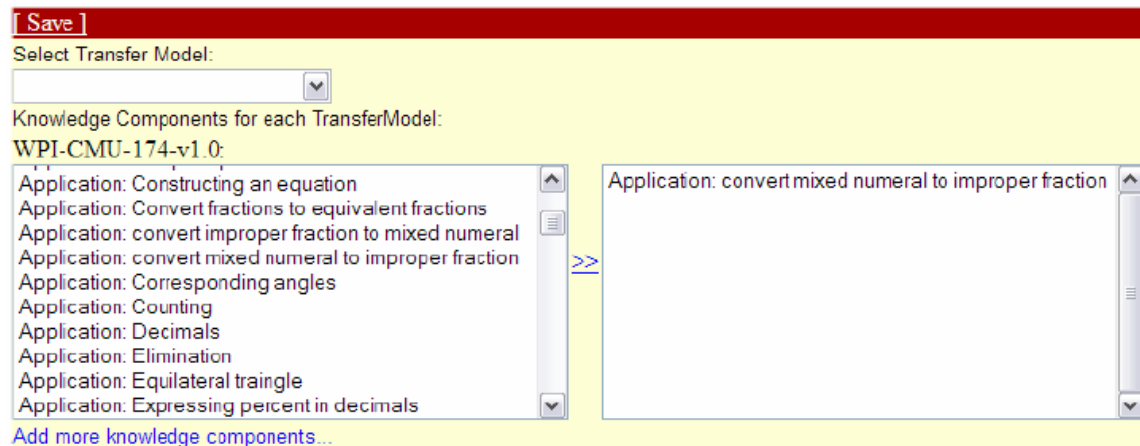 [ Save ]
Select Transfer Model:
Knowledge Components for each TransferModel:
WPI-CMU-174-v1.0:
Application: Constructing an equation
Application: Convert fractions to equivalent fractions
Application: convert improper fraction to mixed numeral
Application: convert mixed numeral to improper fraction
Application: Corresponding angles
Application: Counting
Application: Decimals
Application: Elimination
Application: Equilateral traingle
Application: Expressing percent in decimals
>>
Application: convert mixed numeral to improper fraction
Add more knowledge components...